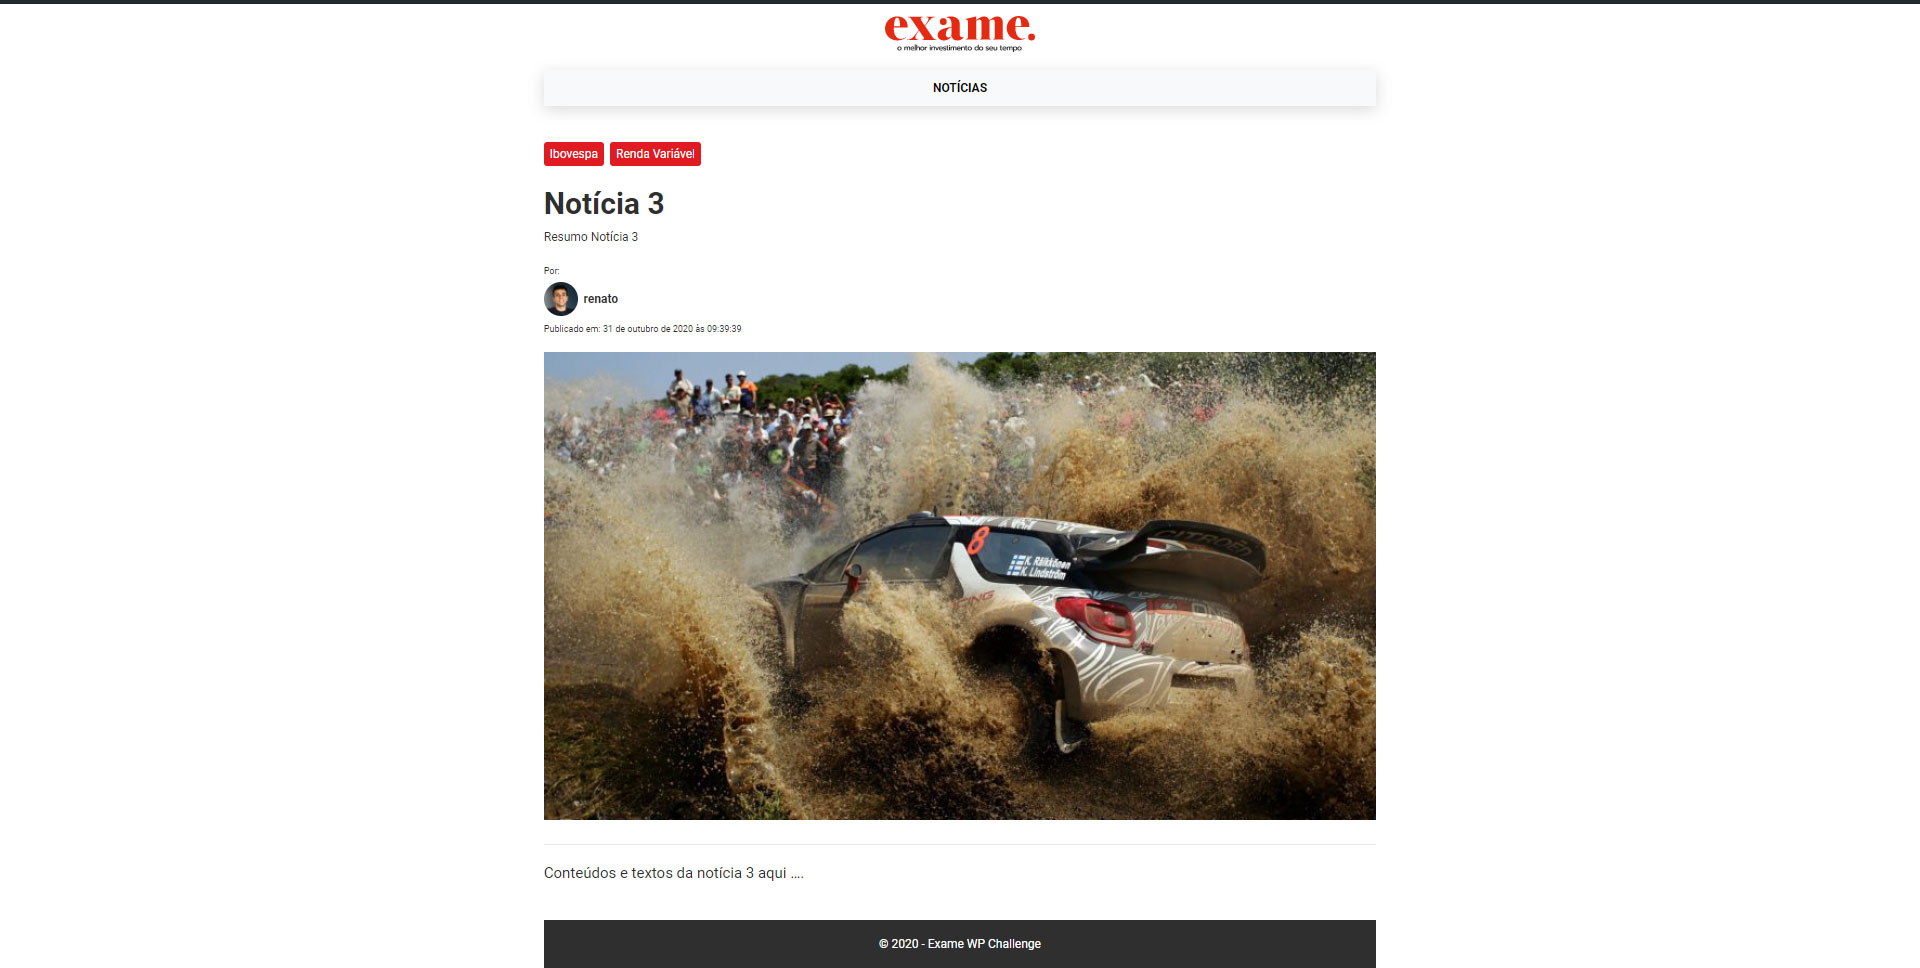 exame.
o melhor investimento do seu tempo
NOTÍCIAS
Ibovespa Renda Variável
Notícia 3
Resumo Notícia 3
Por:
renato
Publicado em: 31 de outubro de 2020 às 09:39:39
8
K. Räikkönen
K. Lindström
CITROËN
Conteúdos e textos da notícia 3 aqui ....
© 2020 - Exame WP Challenge